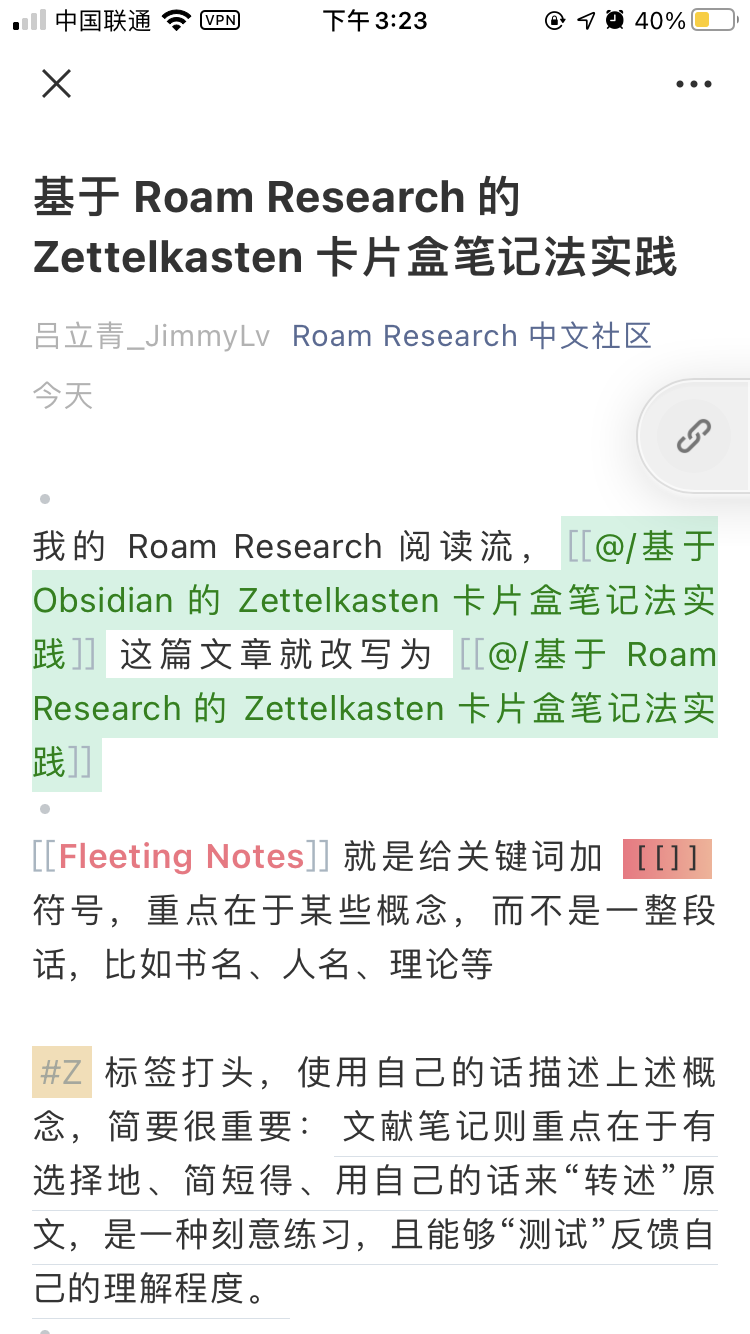 中国联通 VPN 下午3:23 40%
基于 Roam Research 的
Zettelkasten 卡片盒笔记法实践
吕立青_JimmyLv Roam Research 中文社区
今天
我的 Roam Research 阅读流，[[@/基于
Obsidian 的 Zettelkasten 卡片盒笔记法实
践]] 这篇文章就改写为 [[@/基于 Roam
Research 的 Zettelkasten 卡片盒笔记法实
践]]
[[Fleeting Notes]] 就是给关键词加 [[]]
符号，重点在于某些概念，而不是一整段
话，比如书名、人名、理论等
#Z 标签打头，使用自己的话描述上述概
念，简要很重要：文献笔记则重点在于有
选择地、简短得、用自己的话来“转述”原
文，是一种刻意练习，且能够“测试”反馈自
己的理解程度。